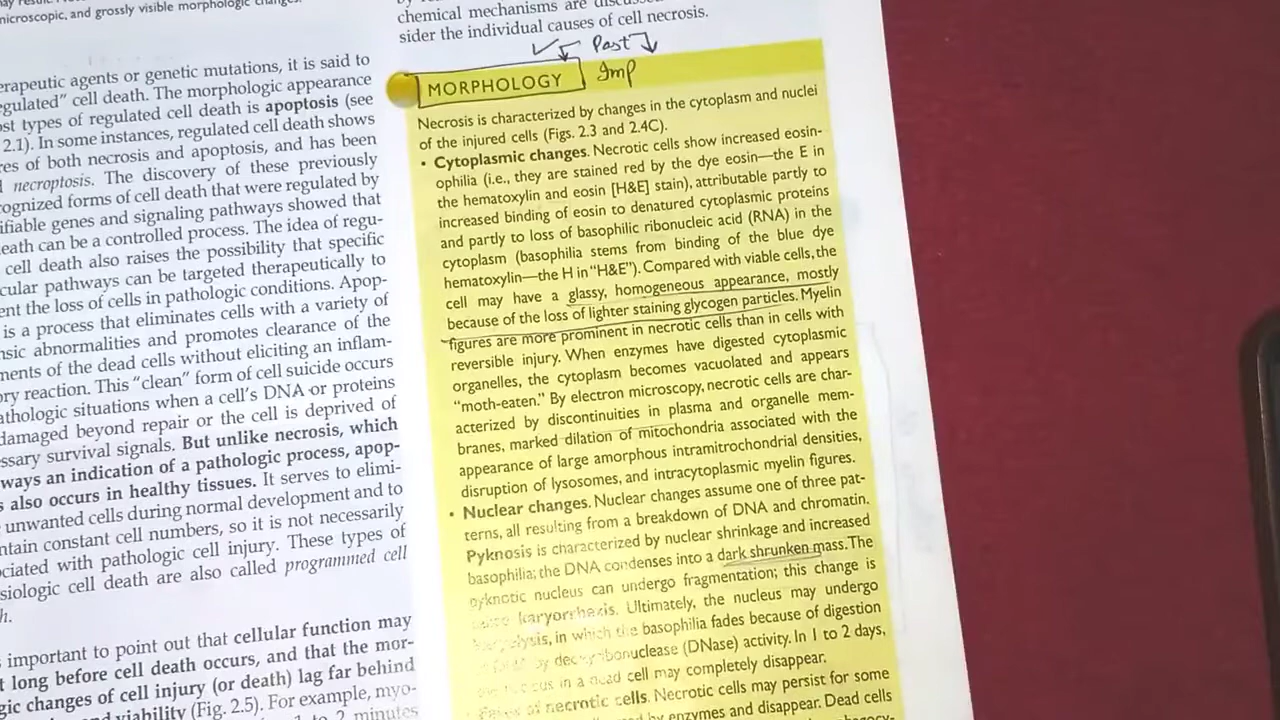 microscopic, and grossly visible morphologic changes.
erapeutic agents or genetic mutations, it is said to
egulated" cell death. The morphologic appearance
st types of regulated cell death is apoptosis (see
2.1). In some instances, regulated cell death shows
res of both necrosis and apoptosis, and has been
necroptosis. The discovery of these previously
ognized forms of cell death that were regulated by
ifiable genes and signaling pathways showed that
eath can be a controlled process. The idea of regu-
cell death also raises the possibility that specific
cular pathways can be targeted therapeutically to
ent the loss of cells in pathologic conditions. Apop-
is a process that eliminates cells with a variety of
nsic abnormalities and promotes clearance of the
ments of the dead cells without eliciting an inflam-
ory reaction. This "clean" form of cell suicide occurs
athologic situations when a cell's DNA or proteins
damaged beyond repair or the cell is deprived of
ssary survival signals. But unlike necrosis, which
ways an indication of a pathologic process, apop-
s also occurs in healthy tissues. It serves to elimi-
unwanted cells during normal development and to
ntain constant cell numbers, so it is not necessarily
ociated with pathologic cell injury. These types of
siologic cell death are also called programmed cell
h.
important to point out that cellular function may
t long before cell death occurs, and that the mor-
gic changes of cell injury (or death) lag far behind
and viability (Fig. 2.5). For example, myo-
1 to 2 minutes
chemical mechanisms are
sider the individual causes of cell necrosis.
Past
MORPHOLOGY Imp
Necrosis is characterized by changes in the cytoplasm and nuclei
of the injured cells (Figs. 2.3 and 2.4C).
• Cytoplasmic changes. Necrotic cells show increased eosin-
ophilia (i.e., they are stained red by the dye eosin—the E in
the hematoxylin and eosin [H&E] stain), attributable partly to
increased binding of eosin to denatured cytoplasmic proteins
and partly to loss of basophilic ribonucleic acid (RNA) in the
cytoplasm (basophilia stems from binding of the blue dye
hematoxylin—the H in "H&E"). Compared with viable cells, the
cell may have a glassy, homogeneous appearance, mostly
because of the loss of lighter staining glycogen particles. Myelin
figures are more prominent in necrotic cells than in cells with
reversible injury. When enzymes have digested cytoplasmic
organelles, the cytoplasm becomes vacuolated and appears
"moth-eaten." By electron microscopy, necrotic cells are char-
acterized by discontinuities in plasma and organelle mem-
branes, marked dilation of mitochondria associated with the
appearance of large amorphous intramitrochondrial densities,
disruption of lysosomes, and intracytoplasmic myelin figures.
• Nuclear changes. Nuclear changes assume one of three pat-
terns, all resulting from a breakdown of DNA and chromatin.
Pyknosis is characterized by nuclear shrinkage and increased
basophilia; the DNA condenses into a dark shrunken mass. The
pyknotic nucleus can undergo fragmentation; this change is
karyorrhexis. Ultimately, the nucleus may undergo
in which the basophilia fades because of digestion
by deoxyribonuclease (DNase) activity. In 1 to 2 days,
in a dead cell may completely disappear.
of necrotic cells. Necrotic cells may persist for some
by enzymes and disappear. Dead cells